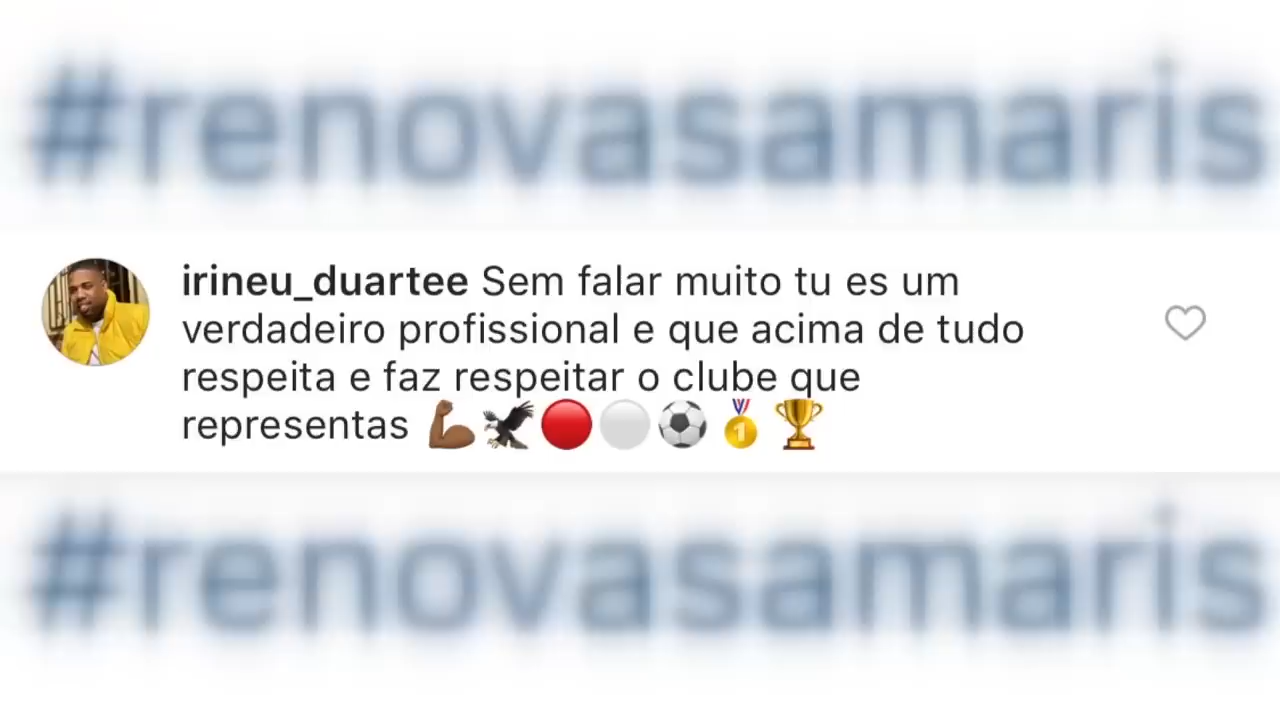 #renovasamaris
irineu_duartee Sem falar muito tu es um
verdadeiro profissional e que acima de tudo
respeita e faz respeitar o clube que
representas 💪🏾🦅🔴⚪⚽🥇🏆
#renovasamaris